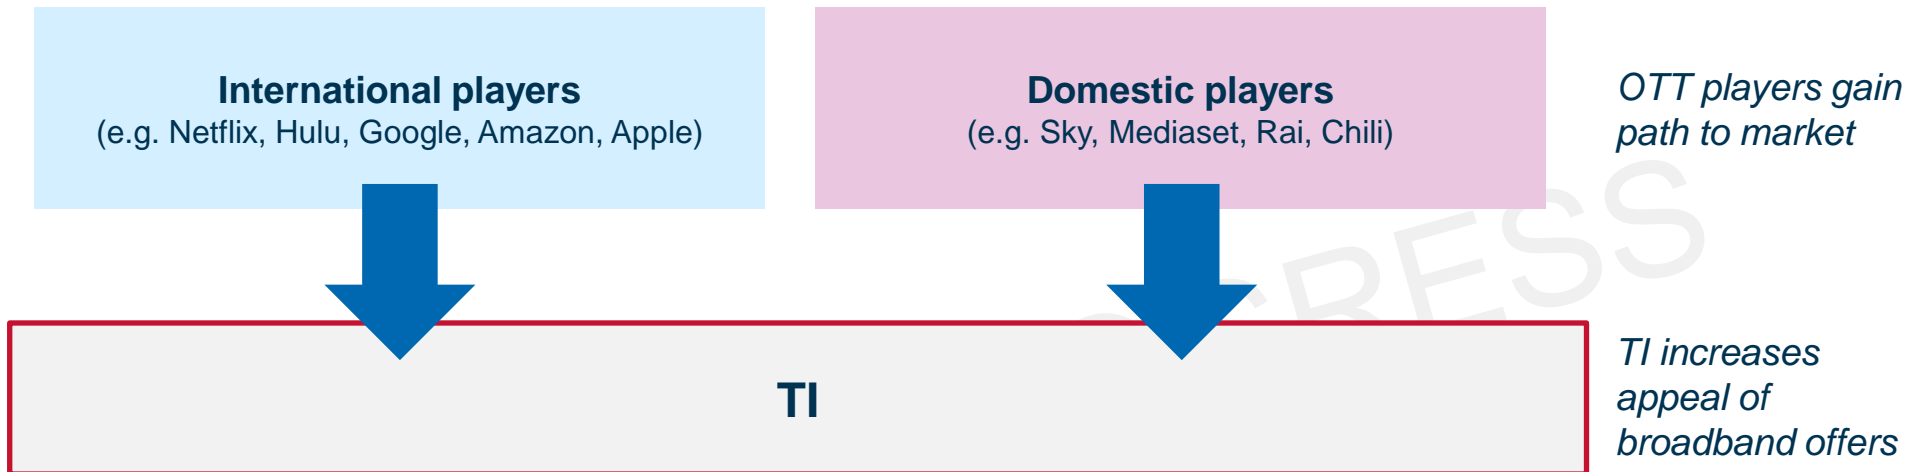 International players
(e.g. Netflix, Hulu, Google, Amazon, Apple)
Domestic players
(e.g. Sky, Mediaset, Rai, Chili)
OTT players gain
path to market
TI
TI increases
appeal of
broadband offers